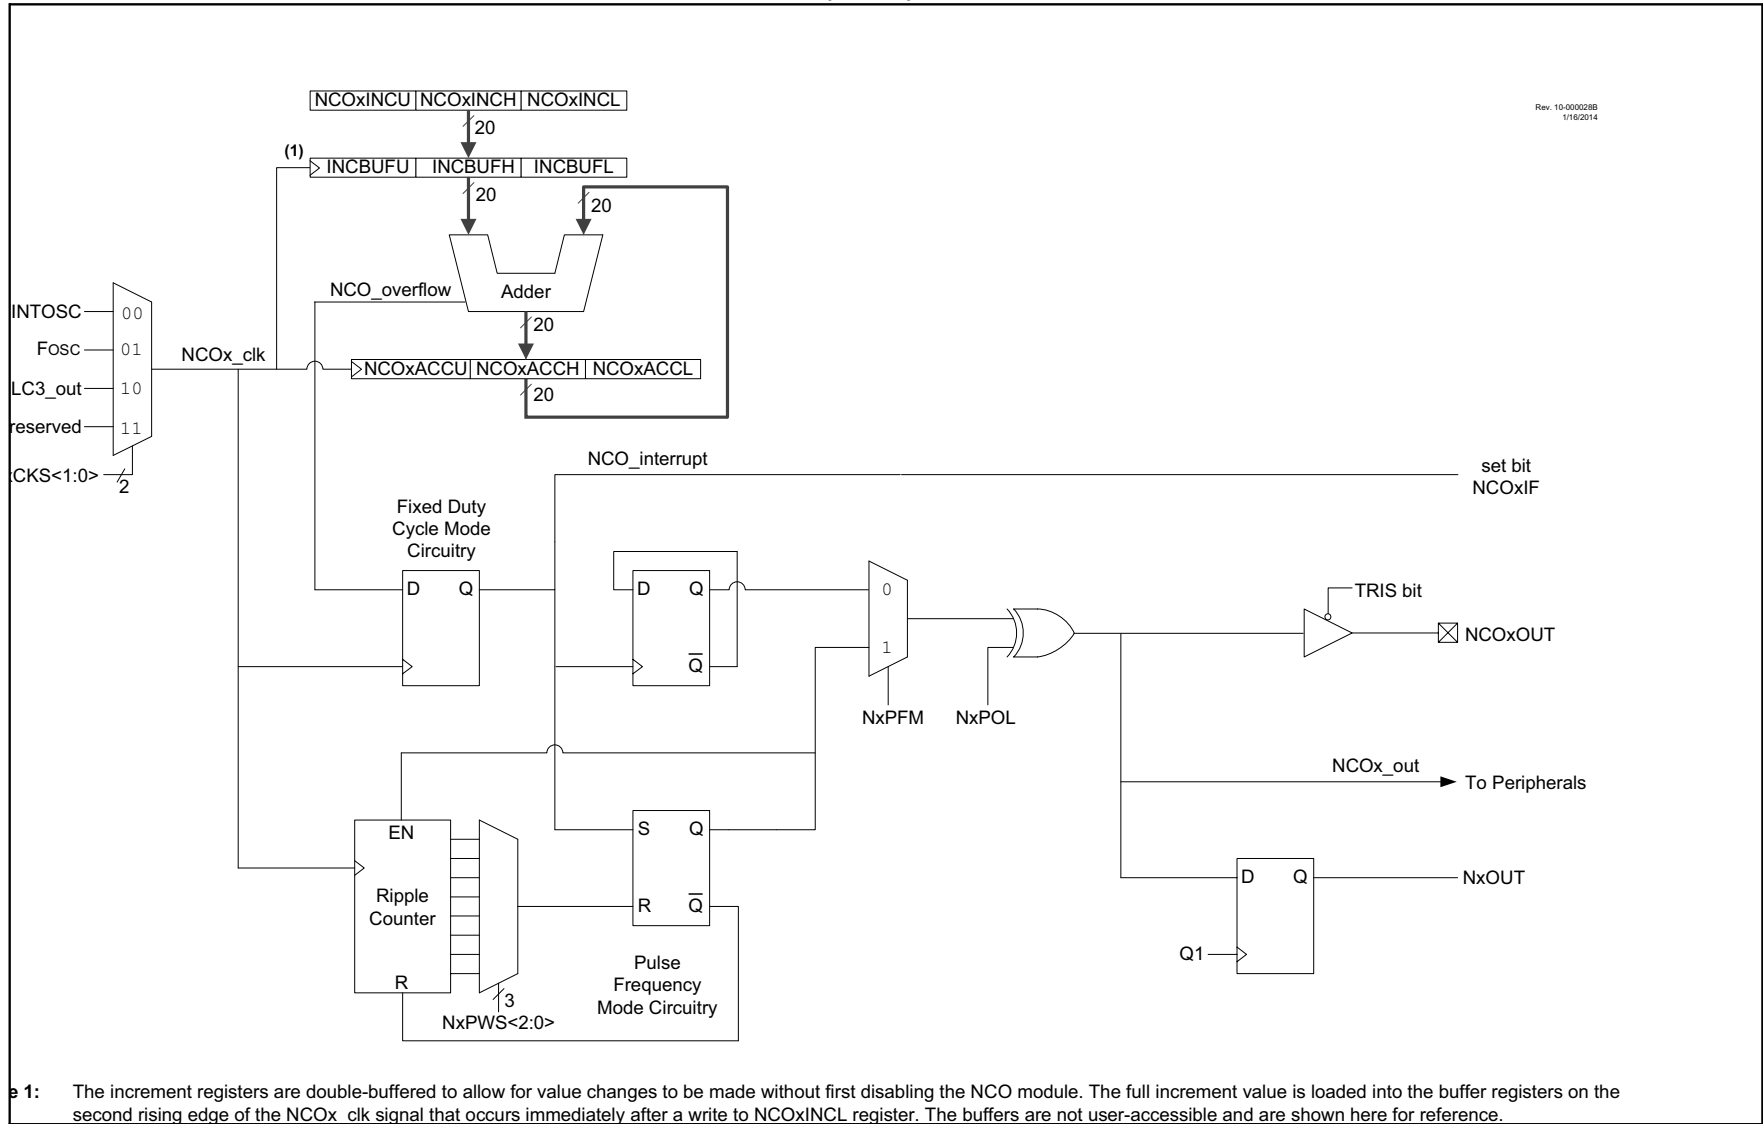 Rev. 10-000028B
1/16/2014
NCOxINCU NCOxINCH NCOxINCL
20
(1)
INCBUFU INCBUFH INCBUFL
20
20
NCO_overflow
Adder
20
INTOSC
00
FOSC
01
NCOx_clk
LC3_out
10
reserved
11
CKS<1:0>
2
NCOxACCU NCOxACCH NCOxACCL
20
NCO_interrupt
set bit
NCOxIF
Fixed Duty
Cycle Mode
Circuitry
D Q
D Q
Q
0
1
NxPFM
NxPOL
TRIS bit
NCOxOUT
NCOx_out
To Peripherals
EN
Ripple
Counter
R
3
NxPWS<2:0>
S Q
R Q
Pulse
Frequency
Mode Circuitry
D Q
NxOUT
Q1
e 1: The increment registers are double-buffered to allow for value changes to be made without first disabling the NCO module. The full increment value is loaded into the buffer registers on the
second rising edge of the NCOx_clk signal that occurs immediately after a write to NCOxINCL register. The buffers are not user-accessible and are shown here for reference.